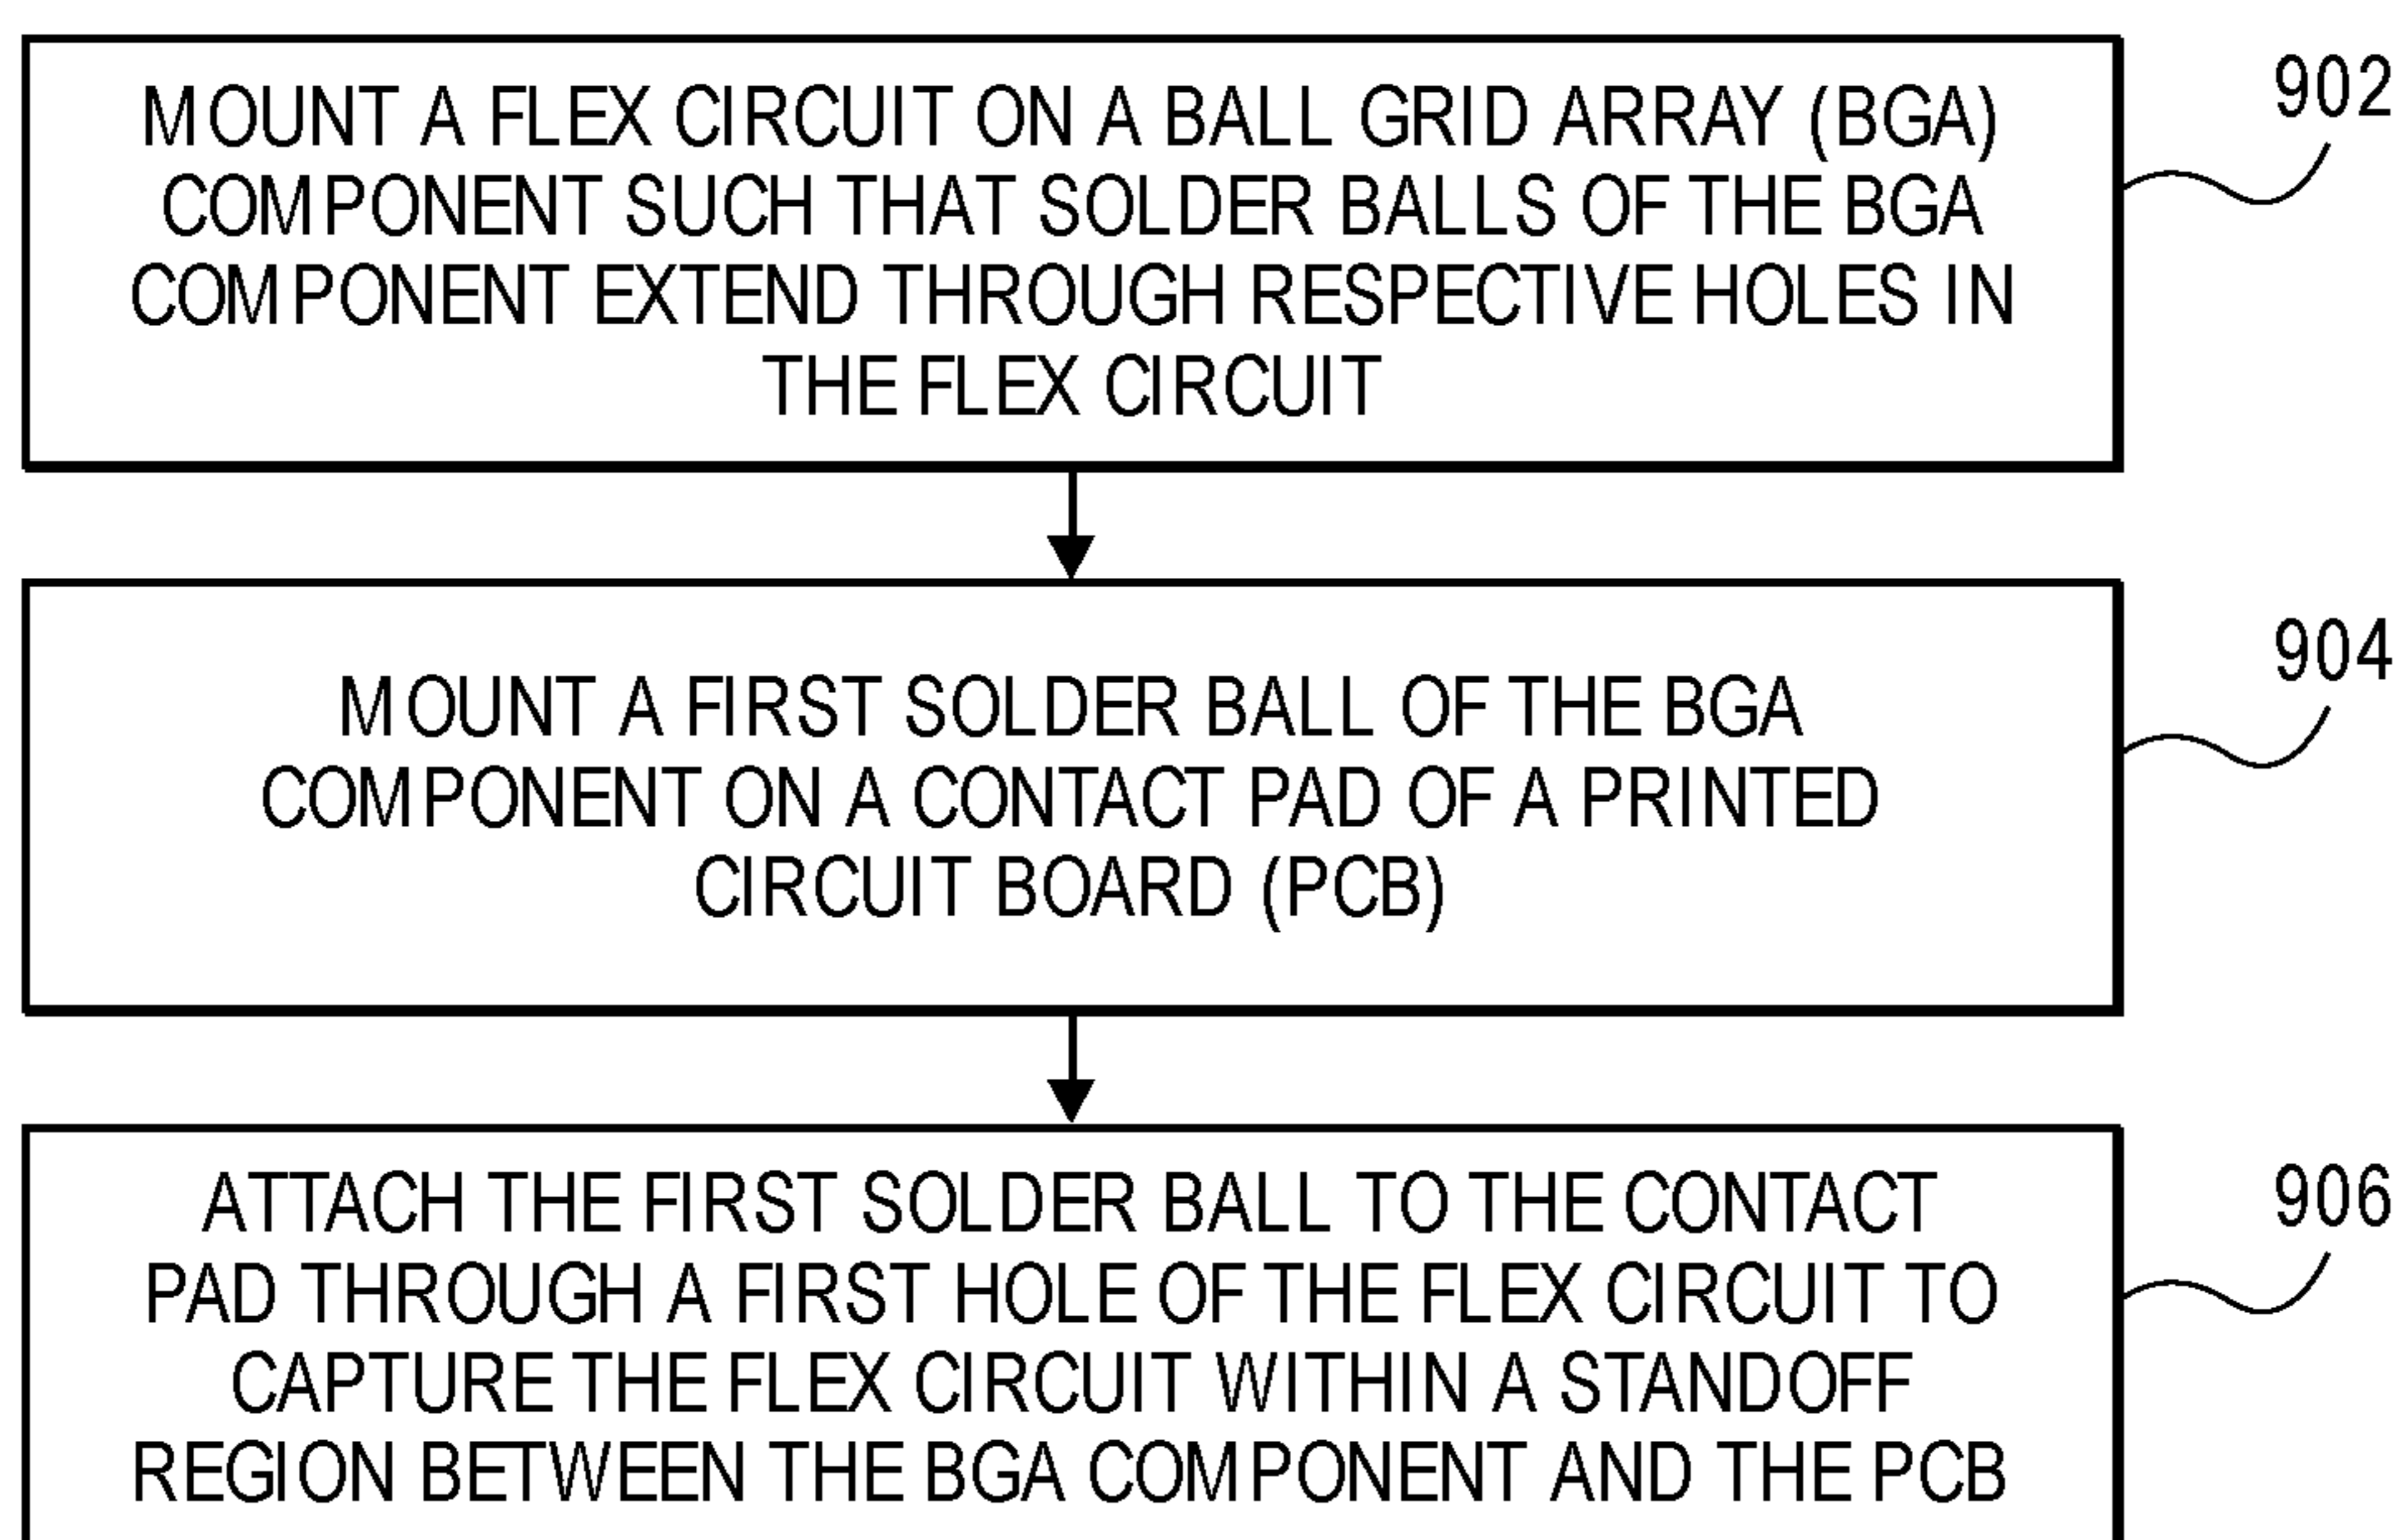 MOUNT A FLEX CIRCUIT ON A BALL GRID ARRAY (BGA)
COMPONENT SUCH THAT SOLDER BALLS OF THE BGA
COMPONENT EXTEND THROUGH RESPECTIVE HOLES IN
THE FLEX CIRCUIT
902
MOUNT A FIRST SOLDER BALL OF THE BGA
COMPONENT ON A CONTACT PAD OF A PRINTED
CIRCUIT BOARD (PCB)
904
ATTACH THE FIRST SOLDER BALL TO THE CONTACT
PAD THROUGH A FIRST HOLE OF THE FLEX CIRCUIT TO
CAPTURE THE FLEX CIRCUIT WITHIN A STANDOFF
REGION BETWEEN THE BGA COMPONENT AND THE PCB
906